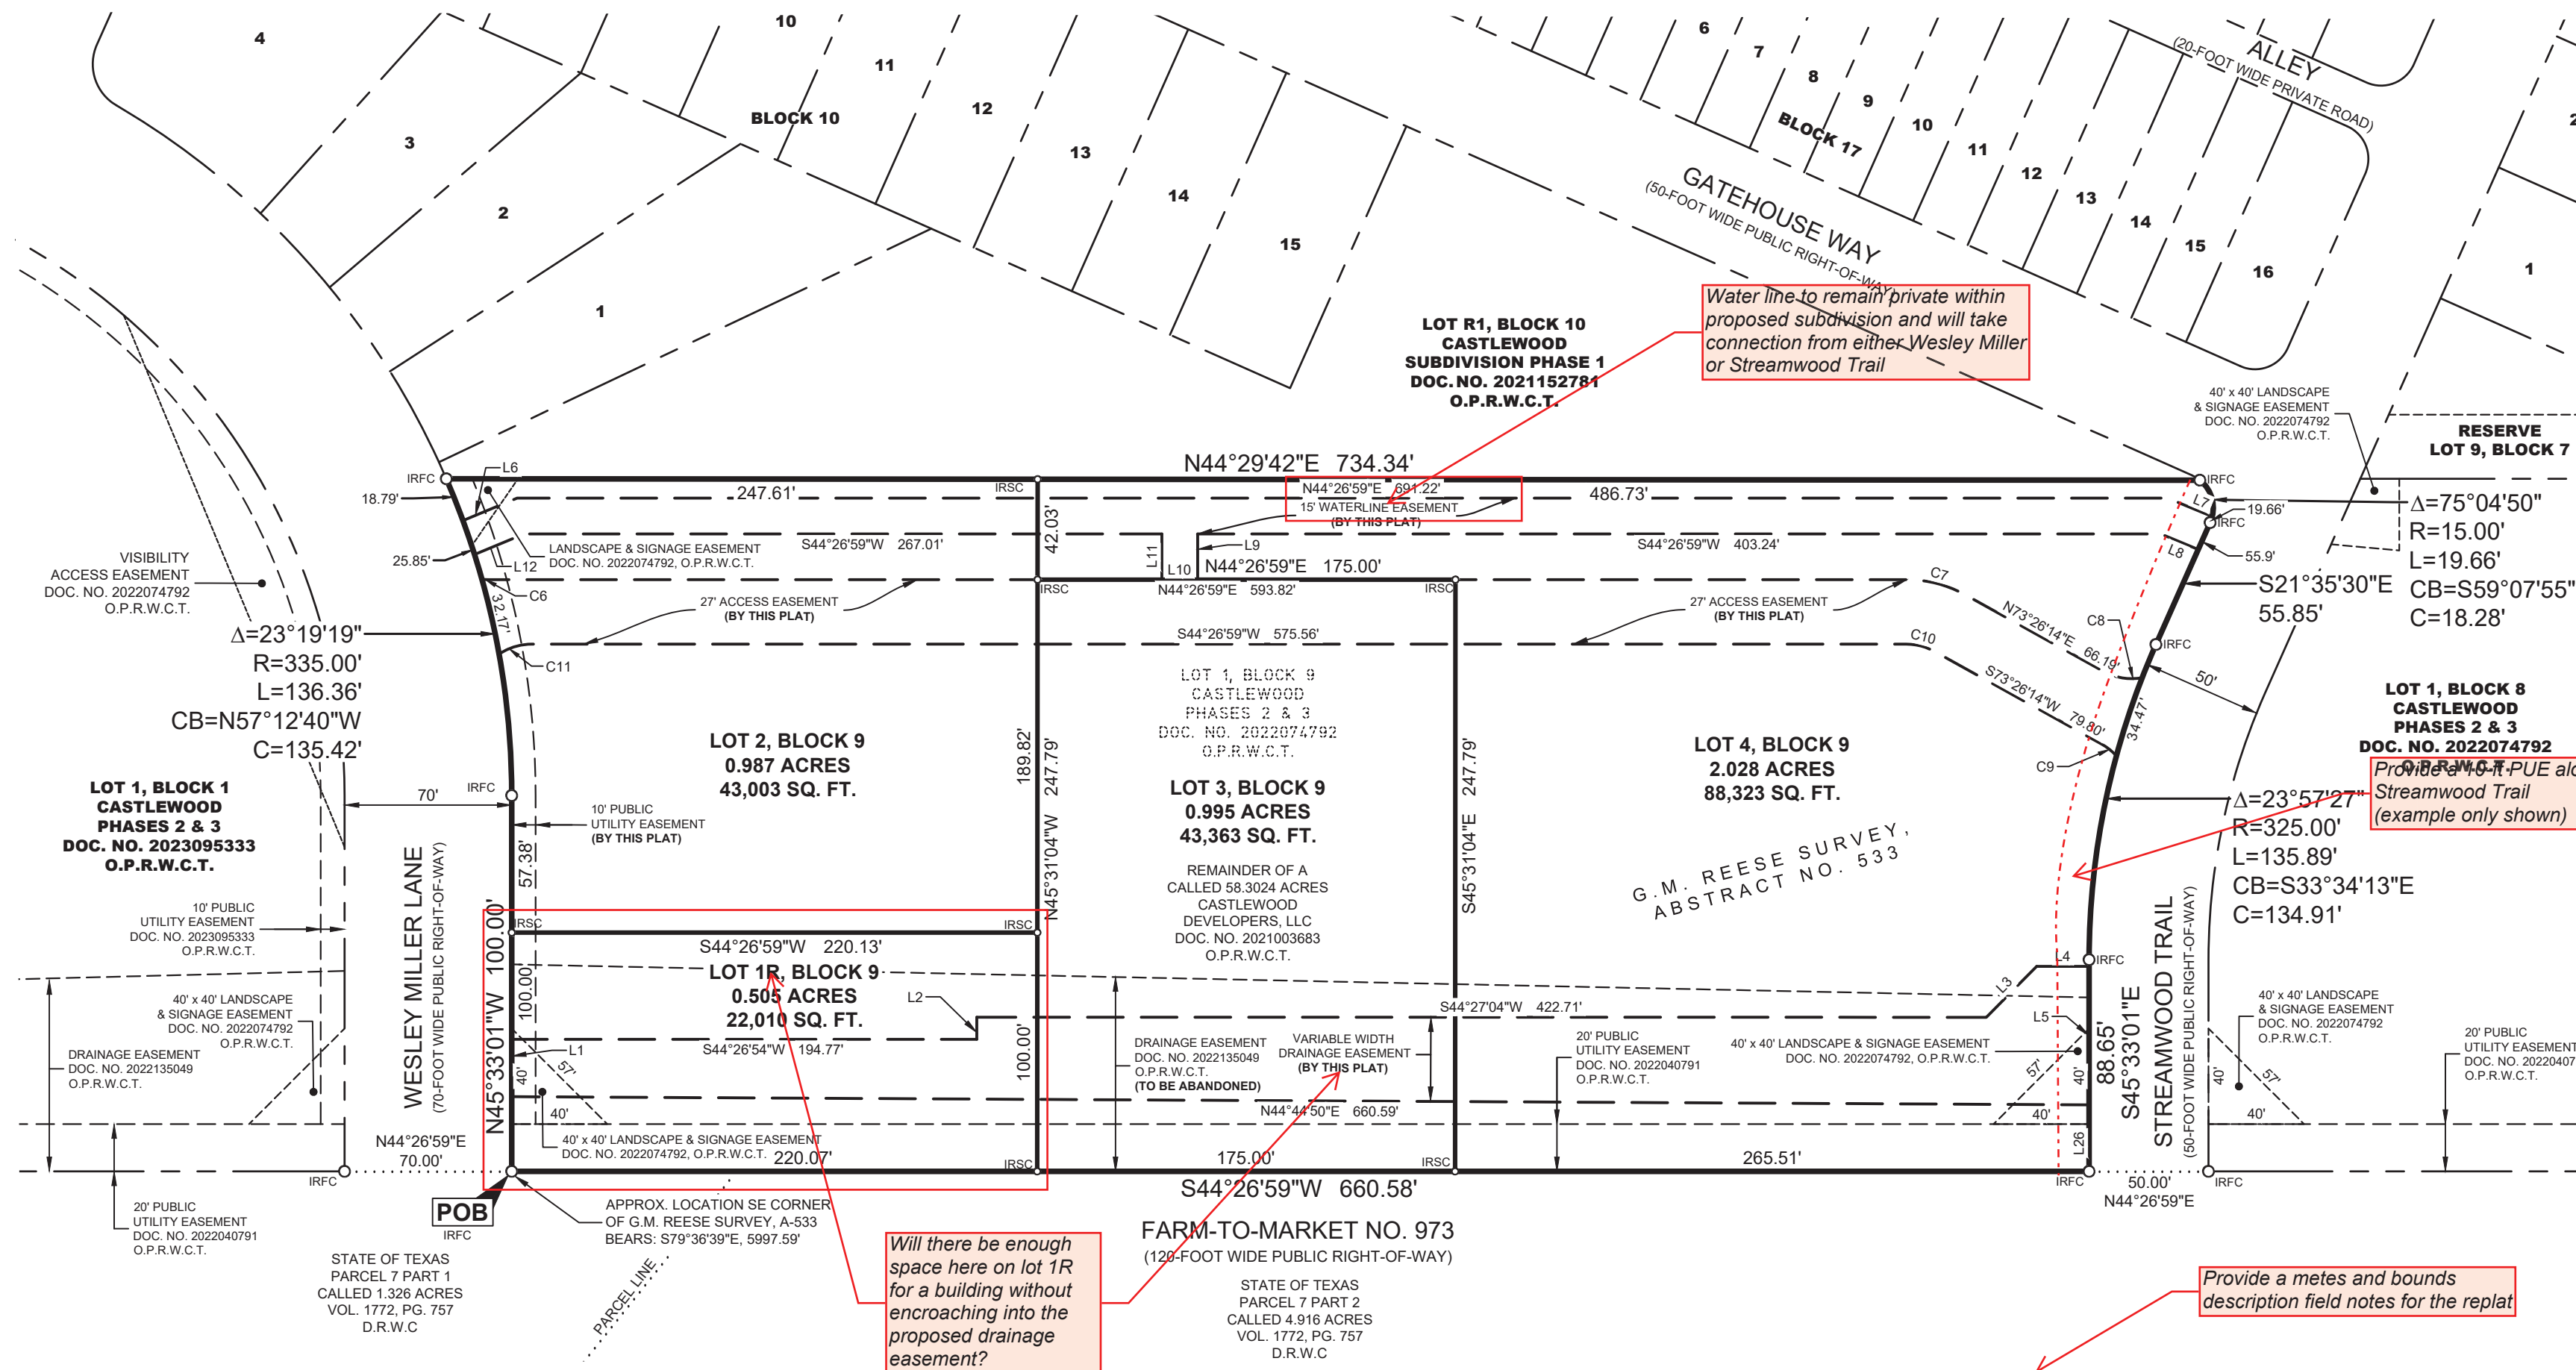 4
3
2
1
10
11
12
13
14
15
BLOCK 10
6
7
8
9
10
11
12
13
14
15
16
BLOCK 17
ALLEY
(20-FOOT WIDE PRIVATE ROAD)
1
GATEHOUSE WAY
(50-FOOT WIDE PUBLIC RIGHT-OF-WAY)
Water line to remain private within
proposed subdivision and will take
connection from either Wesley Miller
or Streamwood Trail
LOT R1, BLOCK 10
CASTLEWOOD
SUBDIVISION PHASE 1
DOC. NO. 2021152781
O.P.R.W.C.T.
40' x 40' LANDSCAPE
& SIGNAGE EASEMENT
DOC. NO. 2022074792
O.P.R.W.C.T.
RESERVE
LOT 9, BLOCK 7
IRFC
L6
18.79'
247.61'
IRSC
N44°29'42"E 734.34'
N44°26'59"E 691.22'
15' WATERLINE EASEMENT
(BY THIS PLAT)
486.73'
IRFC
L7
19.66'
IRFC
Δ=75°04'50"
R=15.00'
L=19.66'
CB=S59°07'55"
C=18.28'
25.85'
L12
LANDSCAPE & SIGNAGE EASEMENT
DOC. NO. 2022074792, O.P.R.W.C.T.
S44°26'59"W 267.01'
42.03'
L11
L10
L9
N44°26'59"E 175.00'
S44°26'59"W 403.24'
L8
55.9'
S21°35'30"E
55.85'
VISIBILITY
ACCESS EASEMENT
DOC. NO. 2022074792
O.P.R.W.C.T.
C6
32.17'
27' ACCESS EASEMENT
(BY THIS PLAT)
IRSC
N44°26'59"E 593.82'
IRSC
27' ACCESS EASEMENT
(BY THIS PLAT)
C7
N73°26'14"E 66.19'
C8
IRFC
Δ=23°19'19"
R=335.00'
L=136.36'
CB=N57°12'40"W
C=135.42'
C11
S44°26'59"W 575.56'
C10
S73°26'14"W 79.80'
C9
34.47'
50'
LOT 1, BLOCK 9
CASTLEWOOD
PHASES 2 & 3
DOC. NO. 2022074792
O.P.R.W.C.T.
LOT 1, BLOCK 8
CASTLEWOOD
PHASES 2 & 3
DOC. NO. 2022074792
O.P.R.W.C.T.
Provide a 10-ft PUE
Streamwood Trail
(example only shown)
Δ=23°57'27"
R=325.00'
L=135.89'
CB=S33°34'13"E
C=134.91'
LOT 2, BLOCK 9
0.987 ACRES
43,003 SQ. FT.
189.82'
N45°31'04"W 247.79'
LOT 3, BLOCK 9
0.995 ACRES
43,363 SQ. FT.
S45°31'04"E 247.79'
LOT 4, BLOCK 9
2.028 ACRES
88,323 SQ. FT.
LOT 1, BLOCK 1
CASTLEWOOD
PHASES 2 & 3
DOC. NO. 2023095333
O.P.R.W.C.T.
70'
IRFC
10' PUBLIC
UTILITY EASEMENT
(BY THIS PLAT)
57.38'
REMAINDER OF A
CALLED 58.3024 ACRES
CASTLEWOOD
DEVELOPERS, LLC
DOC. NO. 2021003683
O.P.R.W.C.T.
G.M. REESE SURVEY,
ABSTRACT NO. 533
10' PUBLIC
UTILITY EASEMENT
DOC. NO. 2023095333
O.P.R.W.C.T.
WESLEY MILLER LANE
(70-FOOT WIDE PUBLIC RIGHT-OF-WAY)
N45°33'01"W 100.00'
100.00'
IRSC
IRSC
S44°26'59"W 220.13'
LOT 1R, BLOCK 9
0.505 ACRES
22,010 SQ. FT.
L2
S44°27'04"W 422.71'
L3
L4
IRFC
L5
88.65'
S45°33'01"E
STREAMWOOD TRAIL
(50-FOOT WIDE PUBLIC RIGHT-OF-WAY)
40' x 40' LANDSCAPE
& SIGNAGE EASEMENT
DOC. NO. 2022074792
O.P.R.W.C.T.
DRAINAGE EASEMENT
DOC. NO. 2022135049
O.P.R.W.C.T.
L1
40'
57'
40'
S44°26'54"W 194.77'
100.00'
DRAINAGE EASEMENT
DOC. NO. 2022135049
O.P.R.W.C.T.
(TO BE ABANDONED)
VARIABLE WIDTH
DRAINAGE EASEMENT
(BY THIS PLAT)
20' PUBLIC
UTILITY EASEMENT
DOC. NO. 2022040791
O.P.R.W.C.T.
40' x 40' LANDSCAPE & SIGNAGE EASEMENT
DOC. NO. 2022074792, O.P.R.W.C.T.
57'
40'
40'
40' x 40' LANDSCAPE
& SIGNAGE EASEMENT
DOC. NO. 2022074792
O.P.R.W.C.T.
40'
57'
40'
20' PUBLIC
UTILITY EASEMENT
O.P.R.W.C.T.
N44°44'50"E 660.59'
40' x 40' LANDSCAPE & SIGNAGE EASEMENT
DOC. NO. 2022074792, O.P.R.W.C.T.
N44°26'59"E
70.00'
IRFC
220.07'
IRSC
175.00'
IRSC
265.51'
L26
IRFC
50.00'
N44°26'59"E
IRFC
S44°26'59"W 660.58'
POB
IRFC
APPROX. LOCATION SE CORNER
OF G.M. REESE SURVEY, A-533
BEARS: S79°36'39"E, 5997.59'
20' PUBLIC
UTILITY EASEMENT
DOC. NO. 2022040791
O.P.R.W.C.T.
STATE OF TEXAS
PARCEL 7 PART 1
CALLED 1.326 ACRES
VOL. 1772, PG. 757
D.R.W.C
PARCEL LINE
Will there be enough
space here on lot 1R
for a building without
encroaching into the
proposed drainage
easement?
FARM-TO-MARKET NO. 973
(120-FOOT WIDE PUBLIC RIGHT-OF-WAY)
STATE OF TEXAS
PARCEL 7 PART 2
CALLED 4.916 ACRES
VOL. 1772, PG. 757
D.R.W.C
Provide a metes and bounds
description field notes for the replat